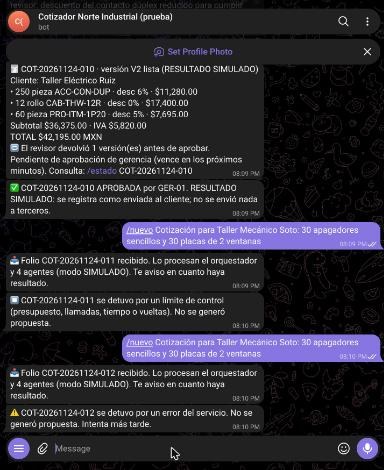 revisor: descuento del contacto dúplex reducido para cumplir
Cotizador Norte Industrial (prueba)
bot
C(
Set Profile Photo
COT-20261124-010 · versión V2 lista (RESULTADO SIMULADO)
Cliente: Taller Eléctrico Ruiz
• 250 pieza ACC-CON-DUP · desc 6% · $11,280.00
• 12 rollo CAB-THW-12R · desc 0% · $17,400.00
• 60 pieza PRO-ITM-1P20 · desc 5% · $7,695.00
Subtotal $36,375.00 · IVA $5,820.00
TOTAL $42,195.00 MXN
El revisor devolvió 1 versión(es) antes de aprobar.
Pendiente de aprobación de gerencia (vence en los próximos
minutos). Consulta: /estado COT-20261124-010
08:09 PM
COT-20261124-010 APROBADA por GER-01. RESULTADO
SIMULADO: se registra como enviada al cliente; no se envió nada
a terceros.
08:09 PM
/nuevo Cotización para Taller Mecánico Soto: 30 apagadores
sencillos y 30 placas de 2 ventanas
08:09 PM
Folio COT-20261124-011 recibido. Lo procesan el orquestador
y 4 agentes (modo SIMULADO). Te aviso en cuanto haya
resultado.
08:09 PM
COT-20261124-011 se detuvo por un límite de control
(presupuesto, llamadas, tiempo o vueltas). No se generó
propuesta.
08:10 PM
/nuevo Cotización para Taller Mecánico Soto: 30 apagadores
sencillos y 30 placas de 2 ventanas
08:10 PM
Folio COT-20261124-012 recibido. Lo procesan el orquestador
y 4 agentes (modo SIMULADO). Te aviso en cuanto haya
resultado.
08:10 PM
COT-20261124-012 se detuvo por un error del servicio. No se
generó propuesta. Intenta más tarde.
08:10 PM
Message